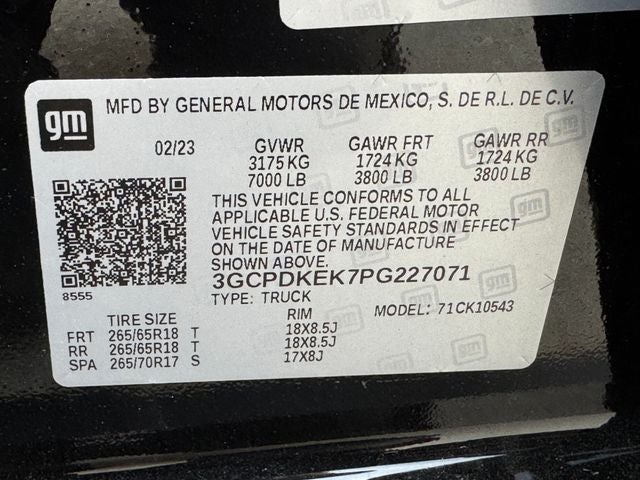 gm
MFD BY GENERAL MOTORS DE MEXICO, S. DE R.L. DE C.V.
02/23 GVWR GAWR FRT GAWR RR
3175 KG 1724 KG 1724 KG
7000 LB 3800 LB 3800 LB
THIS VEHICLE CONFORMS TO ALL
APPLICABLE U.S. FEDERAL MOTOR
VEHICLE SAFETY STANDARDS IN EFFECT
ON THE DATE OF MANUFACTURE
SHOWN ABOVE.
3GCPDKEK7PG227071
8555
TYPE: TRUCK MODEL: 71CK10543
TIRE SIZE RIM
FRT 265/65R18 T 18X8.5J
RR 265/65R18 T 18X8.5J
SPA 265/70R17 S 17X8J